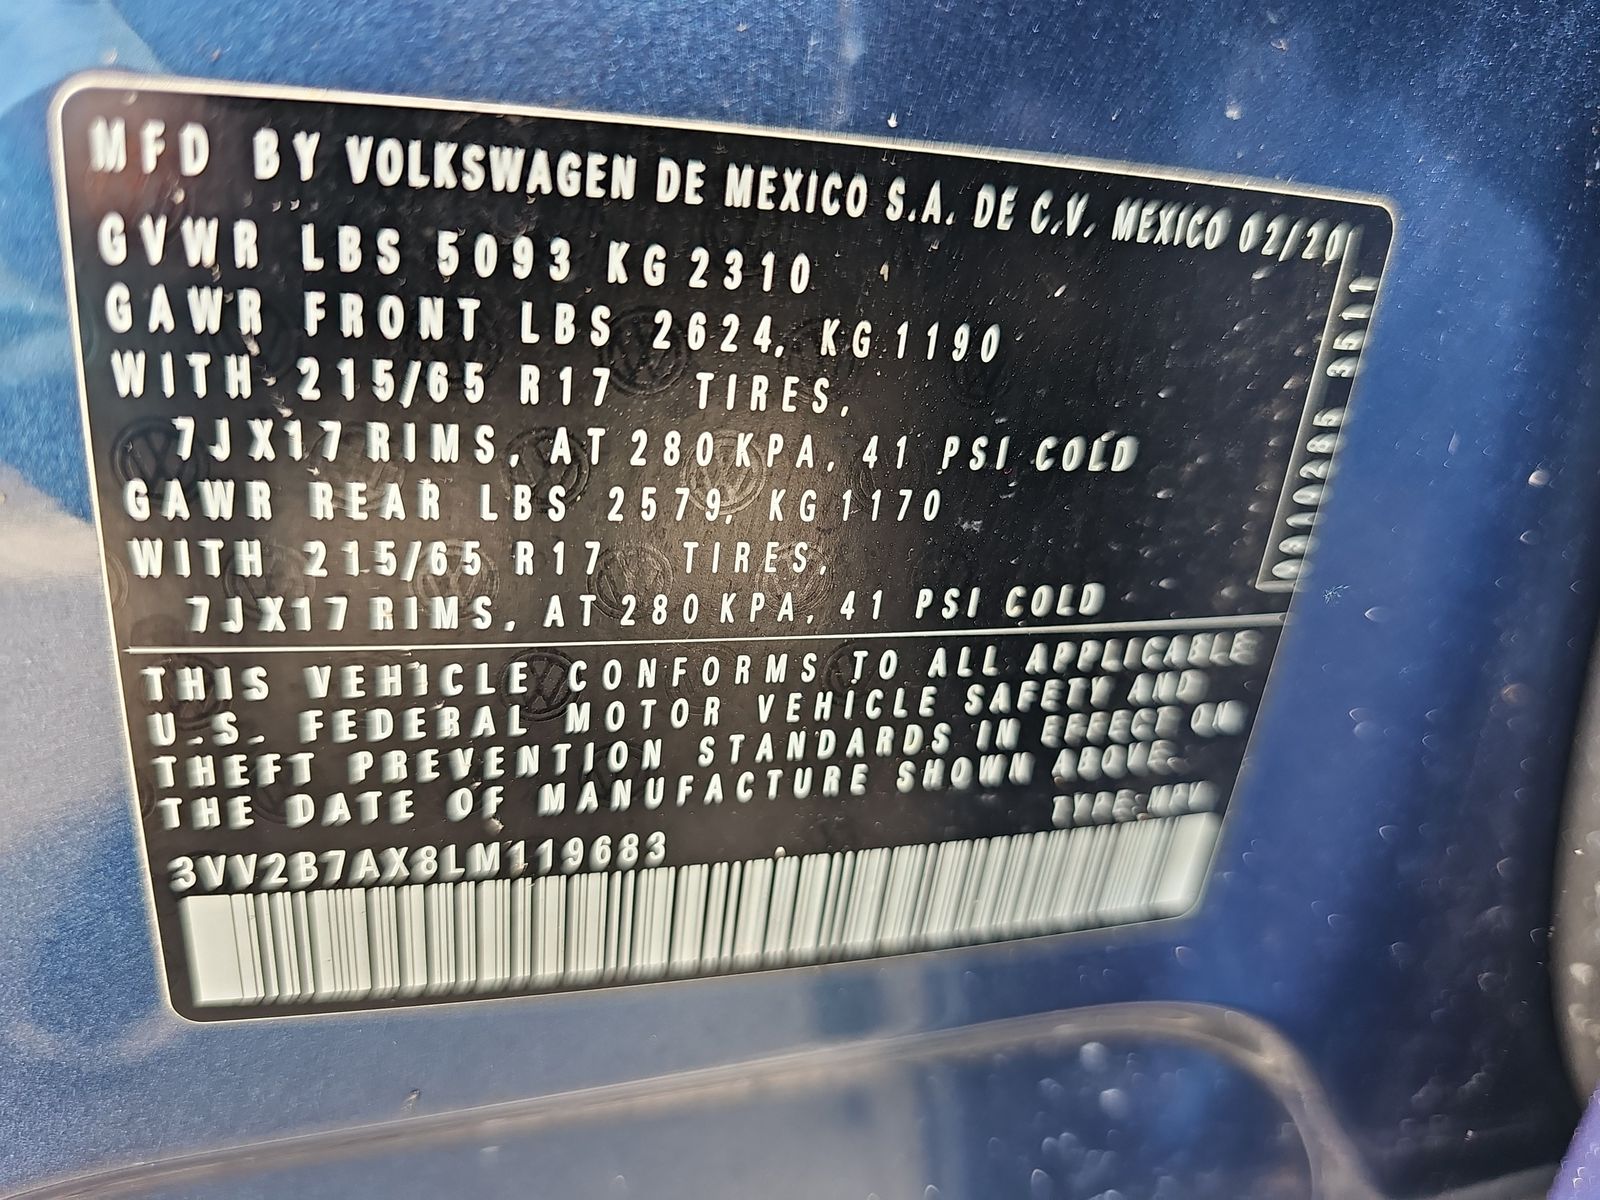 MFD BY VOLKSWAGEN DE MEXICO S.A. DE C.V. MEXICO 02/20
GVWR LBS 5093 KG 2310
GAWR FRONT LBS 2624, KG 1190
WITH 215/65 R17 TIRES,
7JX17 RIMS, AT 280 KPA, 41 PSI COLD
GAWR REAR LBS 2579, KG 1170
WITH 215/65 R17 TIRES,
7JX17 RIMS, AT 280 KPA, 41 PSI COLD
THIS VEHICLE CONFORMS TO ALL APPLICABLE
U.S. FEDERAL MOTOR VEHICLE SAFETY AND
THEFT PREVENTION STANDARDS IN EFFECT ON
THE DATE OF MANUFACTURE SHOWN ABOVE.
TYPE:MPV
3VV2B7AX8LM119683